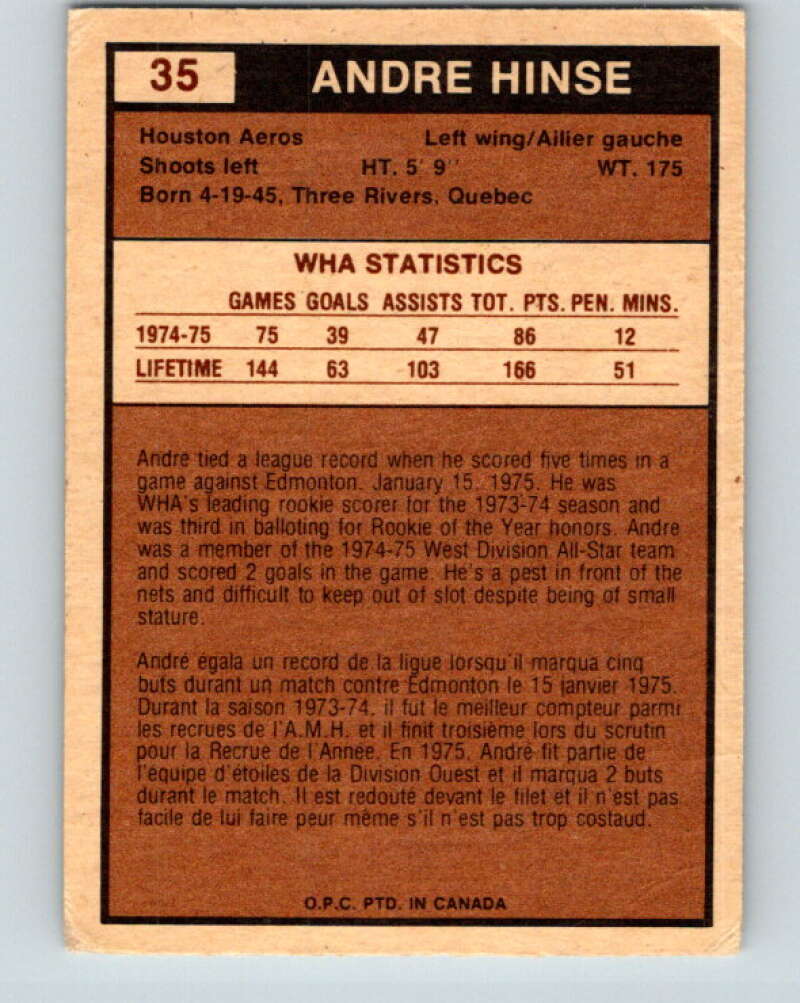 35 ANDRE HINSE
Houston Aeros Left wing/Ailier gauche
Shoots left HT. 5' 9'' WT. 175
Born 4-19-45, Three Rivers, Quebec
WHA STATISTICS
GAMES GOALS ASSISTS TOT. PTS. PEN. MINS.
1974-75 75 39 47 86 12
LIFETIME 144 63 103 166 51
Andre tied a league record when he scored five times in a
game against Edmonton, January 15, 1975. He was
WHA's leading rookie scorer for the 1973-74 season and
was third in balloting for Rookie of the Year honors. Andre
was a member of the 1974-75 West Division All-Star team
and scored 2 goals in the game. He's a pest in front of the
nets and difficult to keep out of slot despite being of small
stature.
André égala un record de la ligue lorsqu'il marqua cinq
buts durant un match contre Edmonton le 15 janvier 1975.
Durant la saison 1973-74, il fut le meilleur compteur parmi
les recrues de l'A.M.H. et il finit troisième lors du scrutin
pour la Recrue de l'Année. En 1975, André fit partie de
l'équipe d'étoiles de la Division Ouest et il marqua 2 buts
durant le match. Il est redouté devant le filet et il n'est pas
facile de lui faire peur même s'il n'est pas trop costaud.
O.P.C. PTD. IN CANADA